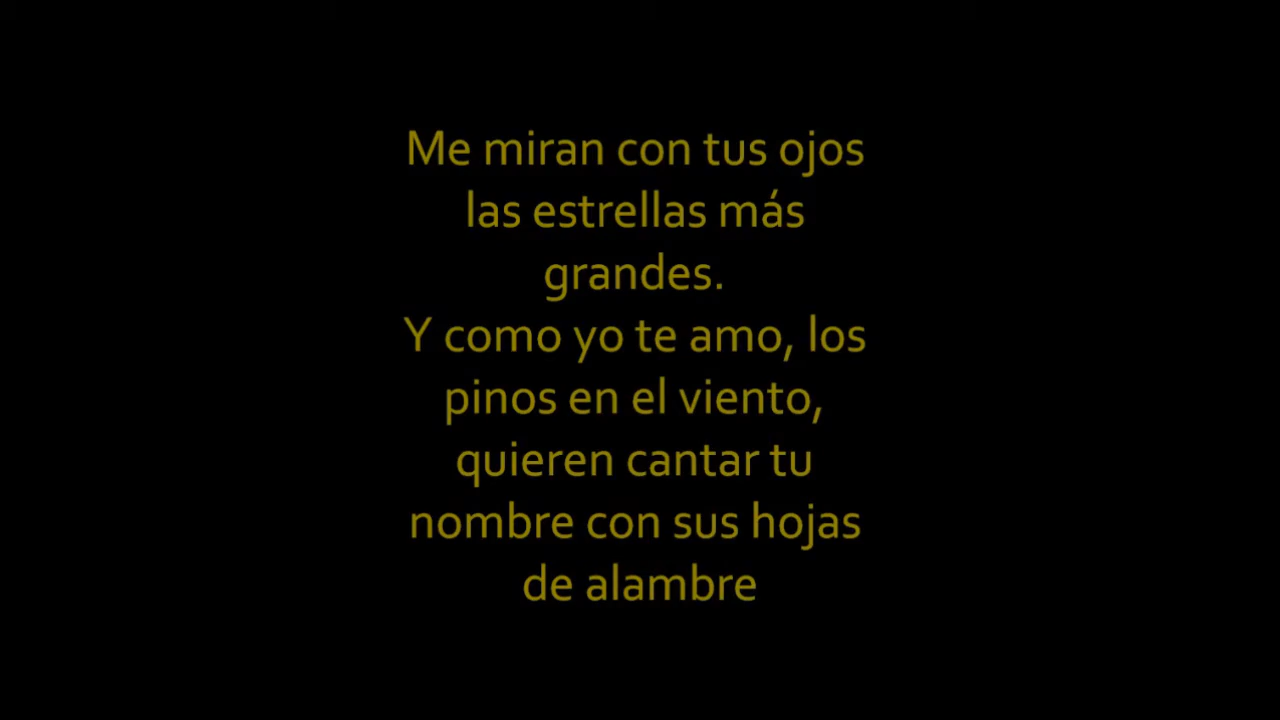 Me miran con tus ojos
las estrellas más
grandes.
Y como yo te amo, los
pinos en el viento,
quieren cantar tu
nombre con sus hojas
de alambre